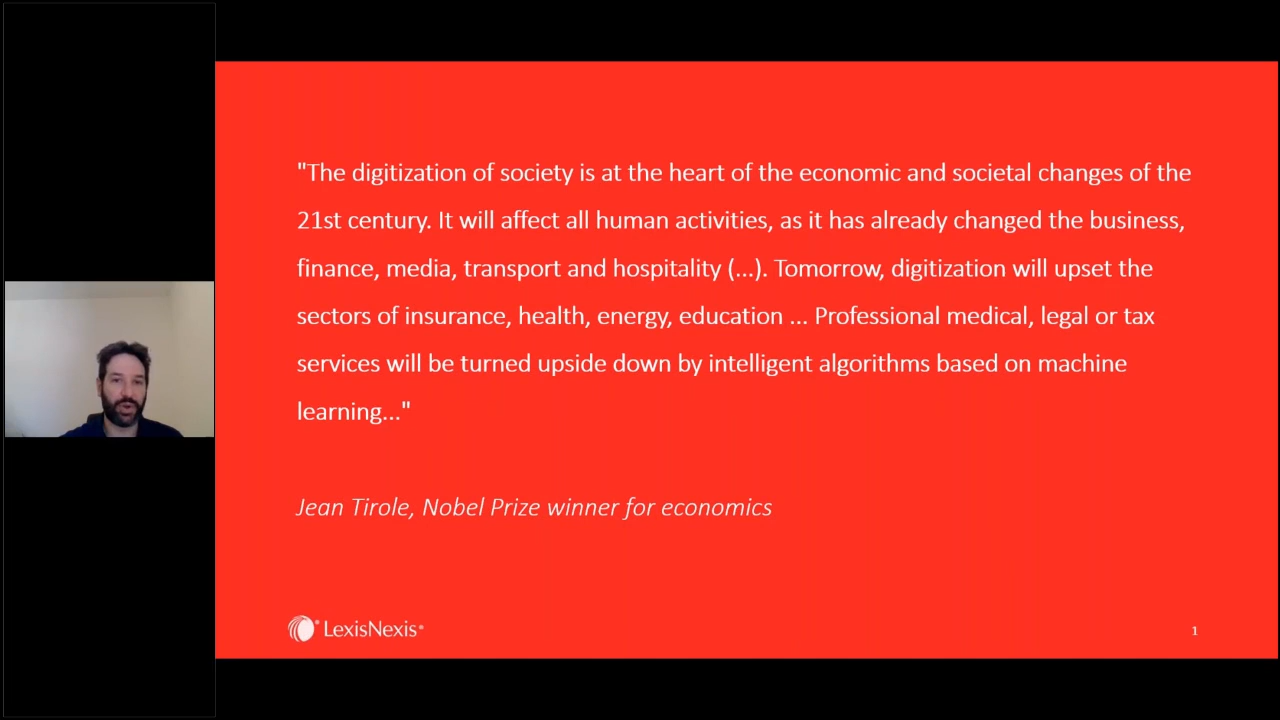 "The digitization of society is at the heart of the economic and societal changes of the
21st century. It will affect all human activities, as it has already changed the business,
finance, media, transport and hospitality (...). Tomorrow, digitization will upset the
sectors of insurance, health, energy, education ... Professional medical, legal or tax
services will be turned upside down by intelligent algorithms based on machine
learning..."
Jean Tirole, Nobel Prize winner for economics
LexisNexis®
1